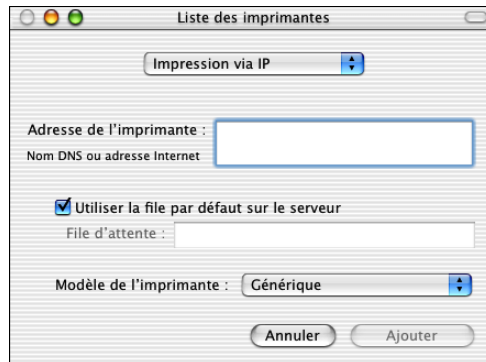 Liste des imprimantes
Impression via IP
Adresse de l'imprimante :
Nom DNS ou adresse Internet
Utiliser la file par défaut sur le serveur
File d'attente :
Modèle de l'imprimante : Générique
Annuler Ajouter